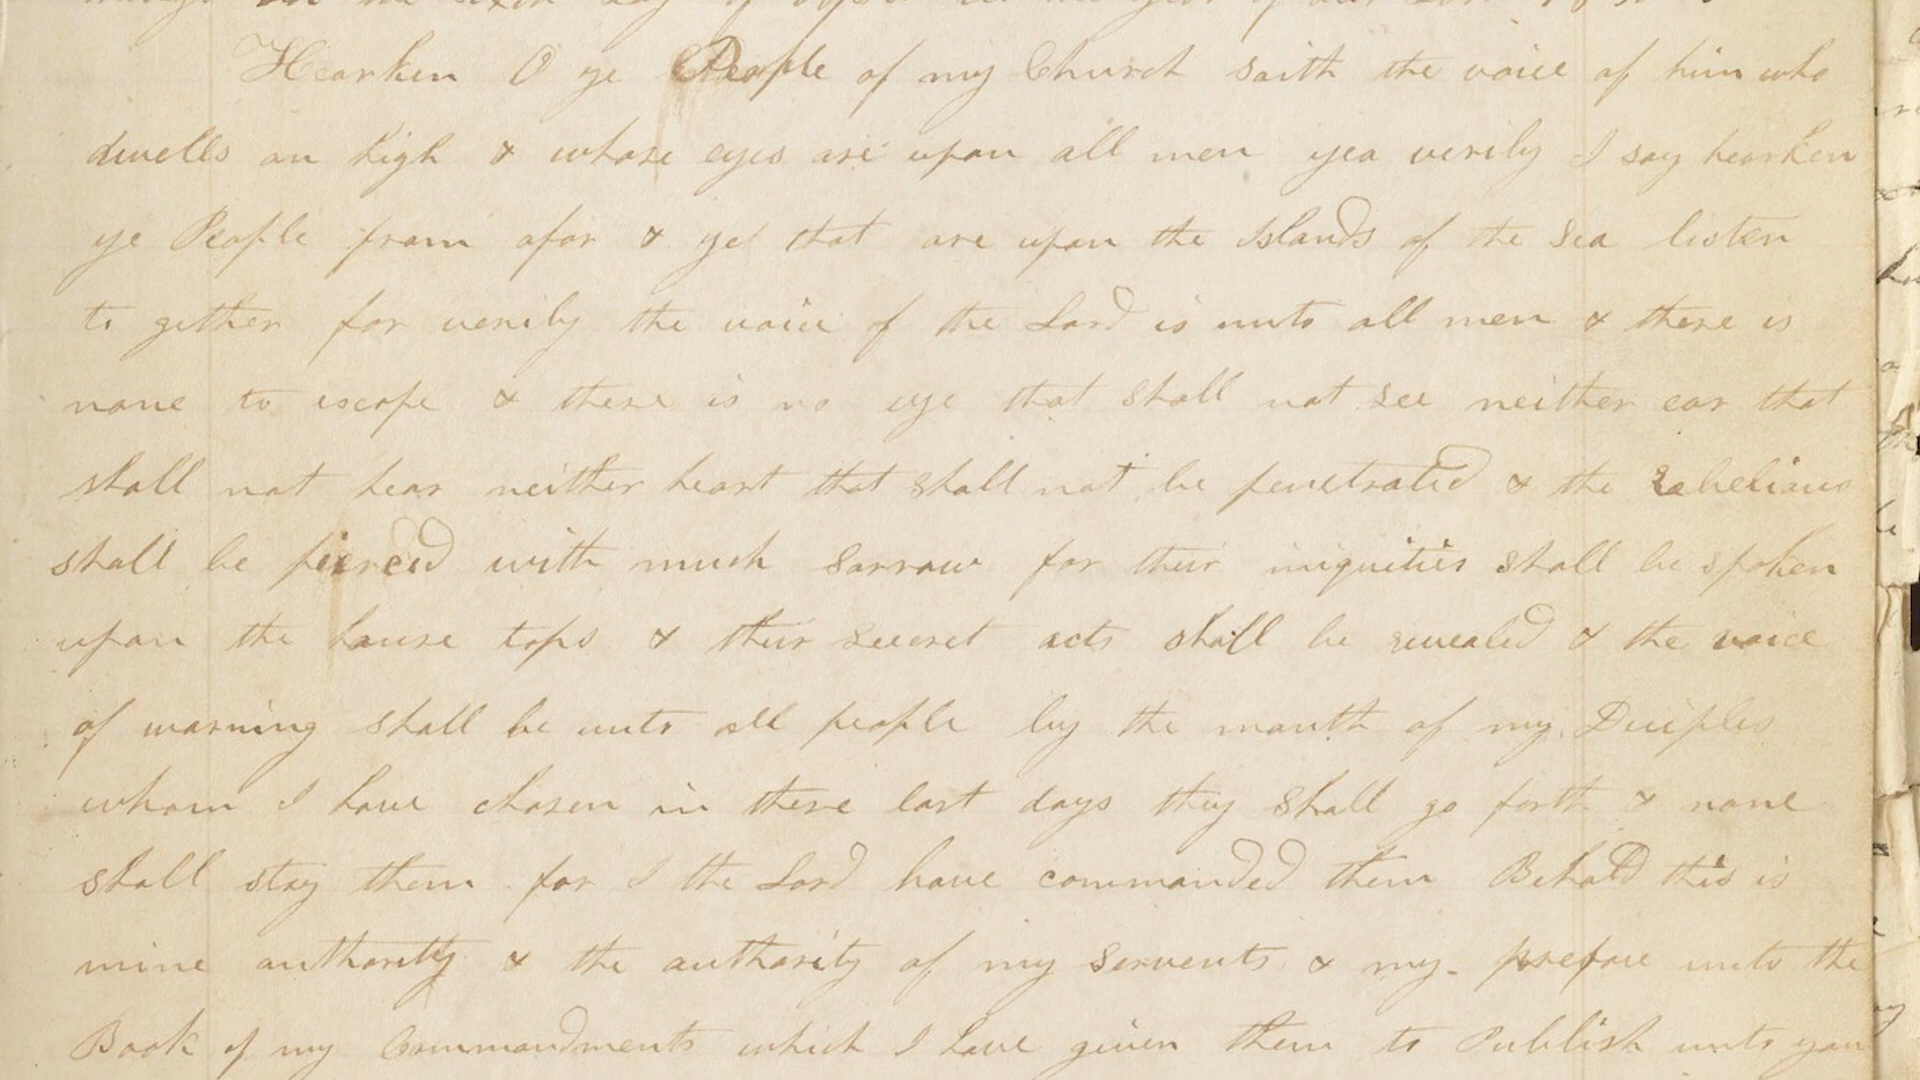 Hearken O ye People of my Church saith the voice of him who
dwells on high & whose eyes are upon all men yea verily I say hearken
ye People from afar & ye that are upon the Islands of the Sea listen
to gether for verily the voice of the Lord is unto all men & there is
none to escape & there is no eye that shall not see neither ear that
shall not hear neither heart that shall not be penetrated & the rebelious
shall be pierced with much sorrow for their iniquities shall be spoken
upon the house tops & their seecret acts shall be revealed & the voice
of warning shall be unto all people by the mouth of my Deciples
whom I have chosen in these last days they shall go forth & none
shall stay them for I the Lord have commanded them Behold this is
mine authority & the authority of my servents & my preface unto the
Book of my Commandments which I have given them to Publish unto you